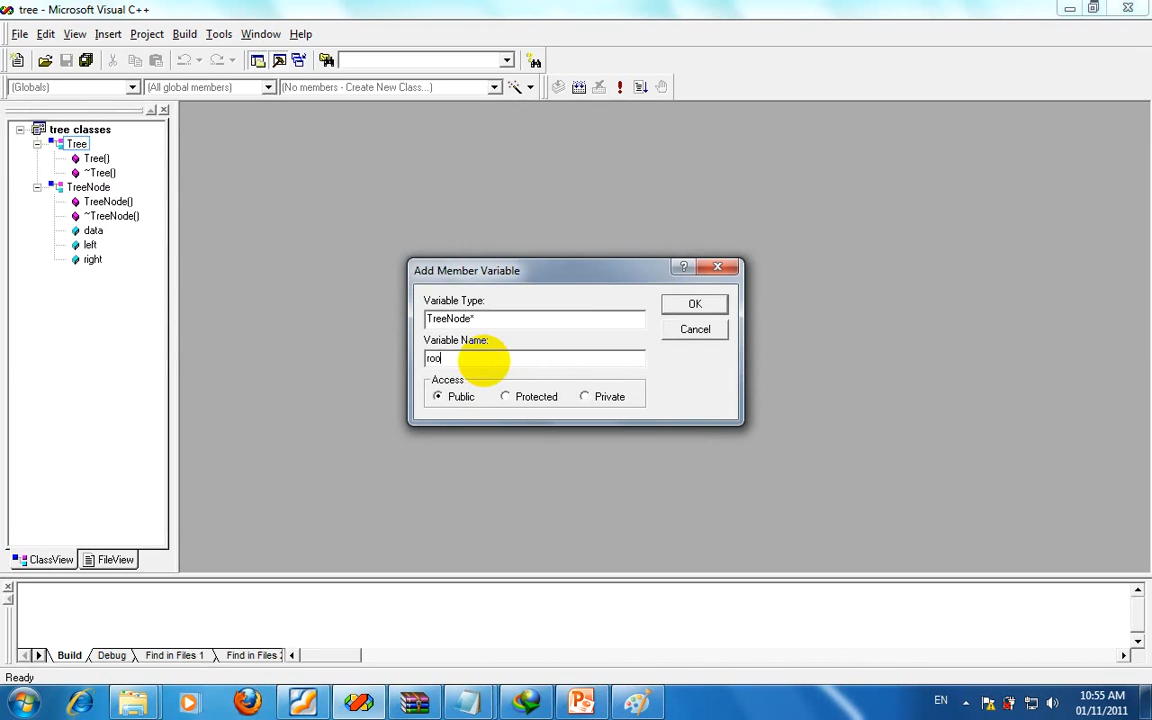 tree - Microsoft Visual C++
File Edit View Insert Project Build Tools Window Help
(Globals) (All global members) (No members - Create New Class...)
tree classes
Tree
Tree()
~Tree()
TreeNode
TreeNode()
~TreeNode()
data
left
right
Add Member Variable
Variable Type:
OK
TreeNode*
Cancel
Variable Name:
roo
Access
Public Protected Private
ClassView FileView
Build Debug Find in Files 1 Find in Files
Ready
EN 10:55 AM
01/11/2011